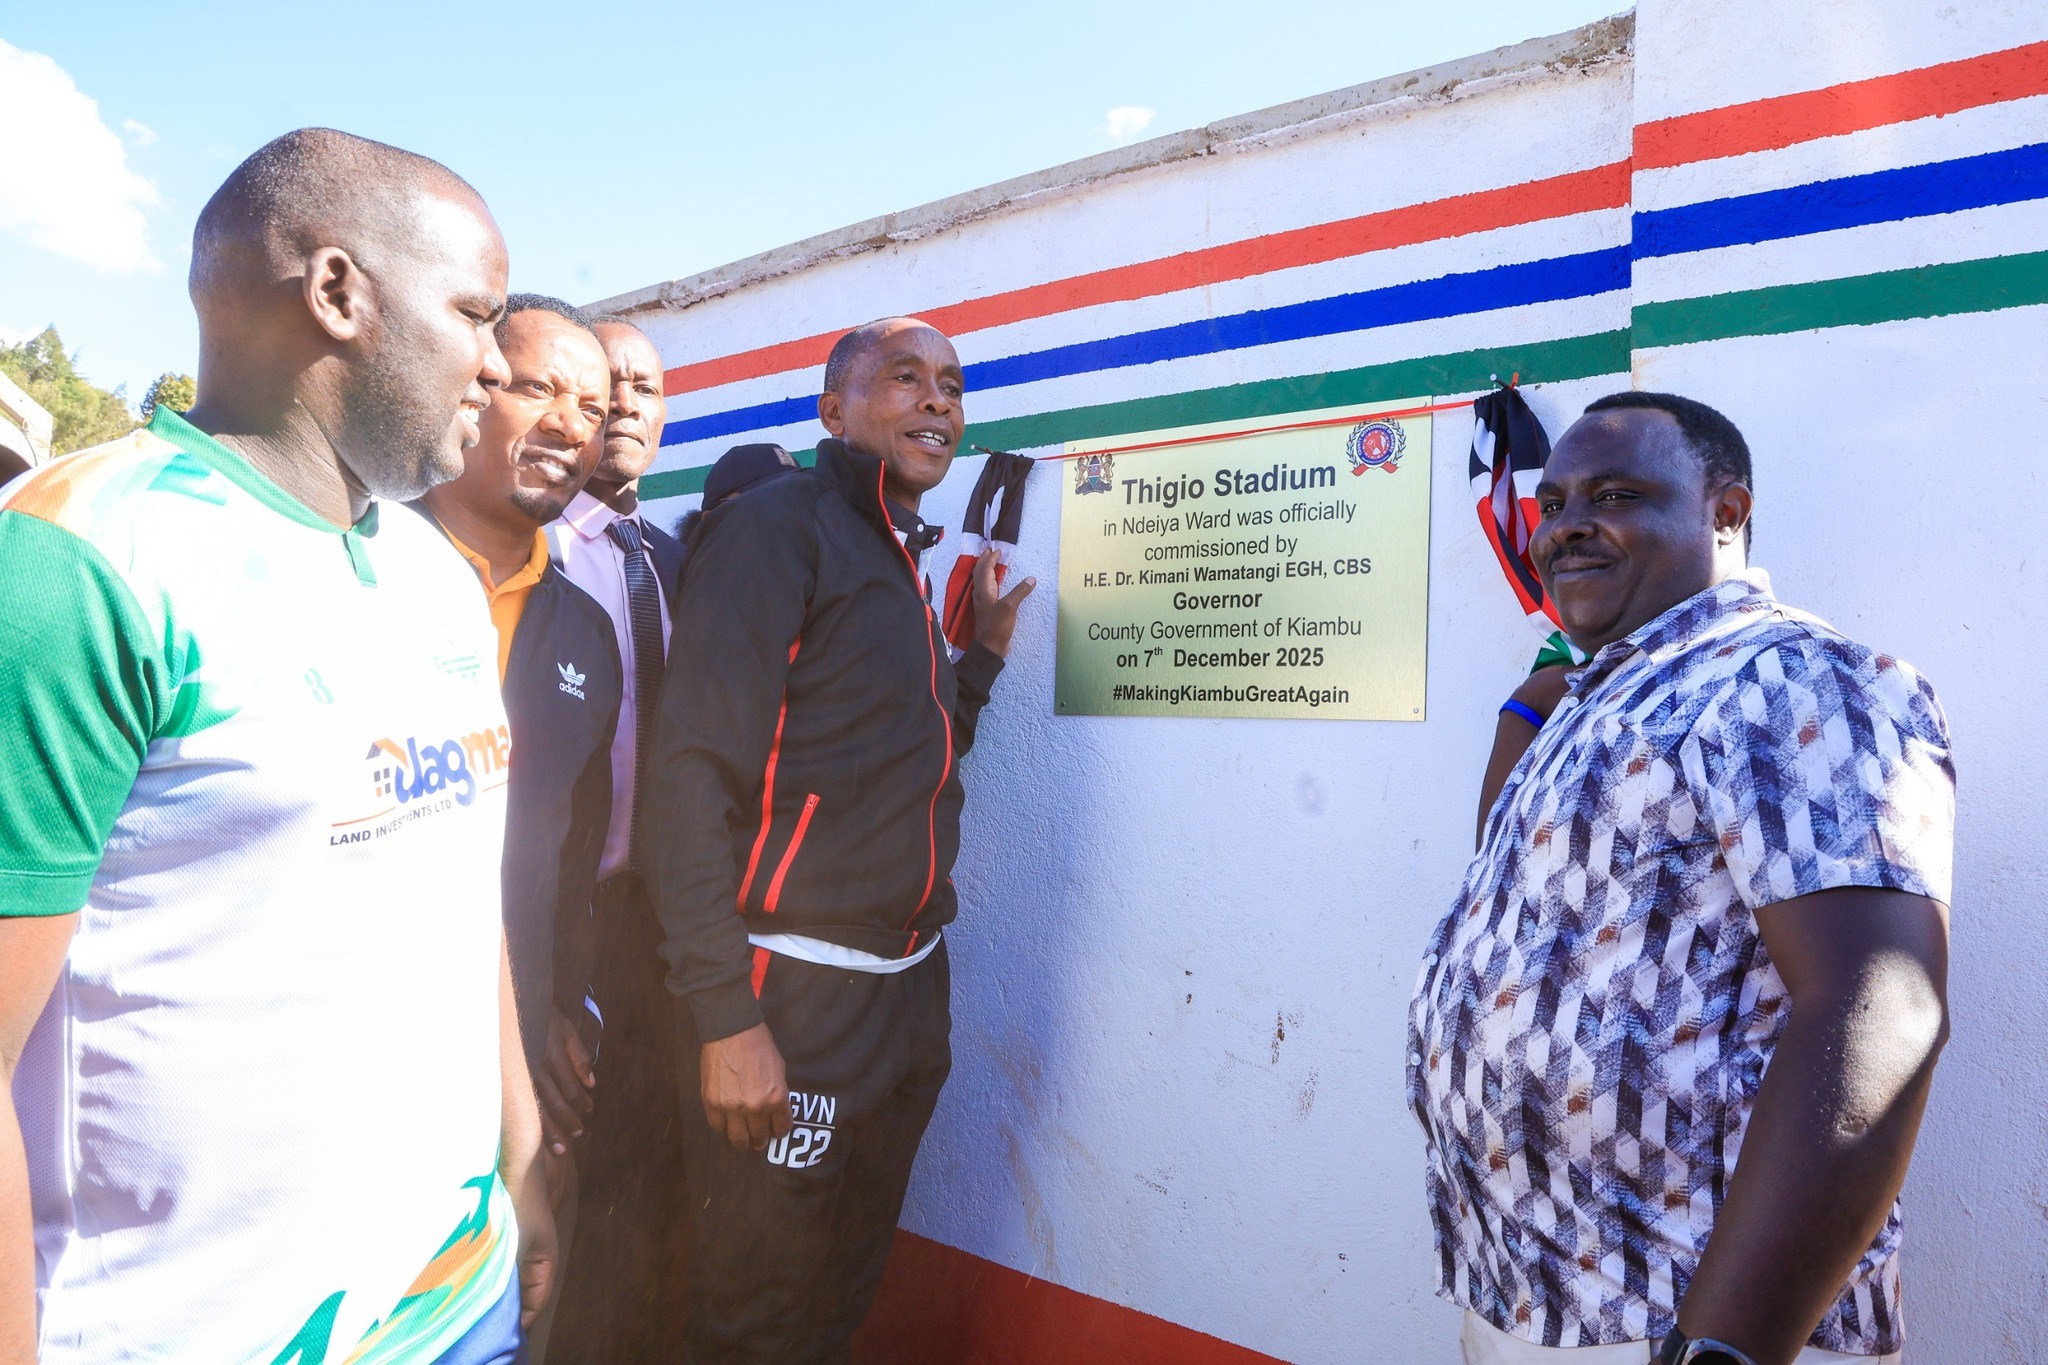 Thigio Stadium
in Ndeiya Ward was officially
commissioned by
H.E. Dr. Kimani Wamatangi EGH, CBS
Governor
County Government of Kiambu
on 7th December 2025
#MakingKiambuGreatAgain
adidas
LAND INVESTMENTS LTD
GVN
022